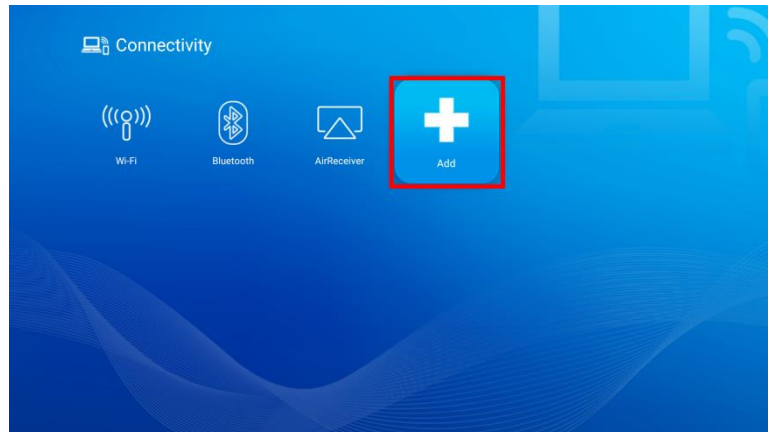 Connectivity
Wi-Fi
Bluetooth
AirReceiver
Add